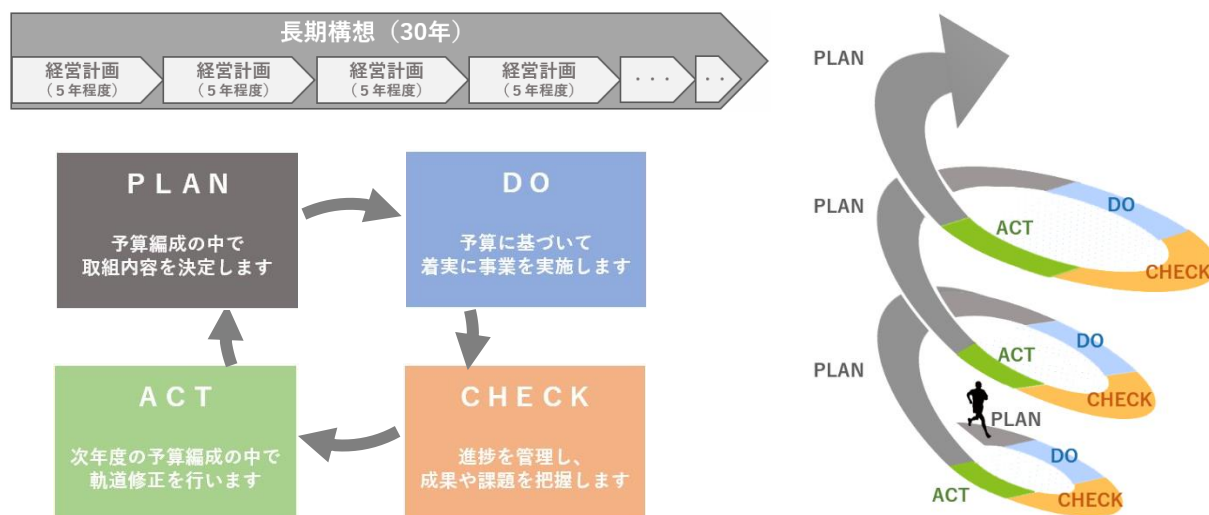 長期構想（30年）
経営計画
（５年程度）
経営計画
（５年程度）
経営計画
（５年程度）
経営計画
（５年程度）
・・・
・・
ＰＬＡＮ
予算編成の中で
取組内容を決定します
ＤＯ
予算に基づいて
着実に事業を実施します
ＡＣＴ
次年度の予算編成の中で
軌道修正を行います
ＣＨＥＣＫ
進捗を管理し、
成果や課題を把握します
PLAN
PLAN
DO
ACT
CHECK
PLAN
DO
ACT
CHECK
PLAN
DO
ACT
CHECK